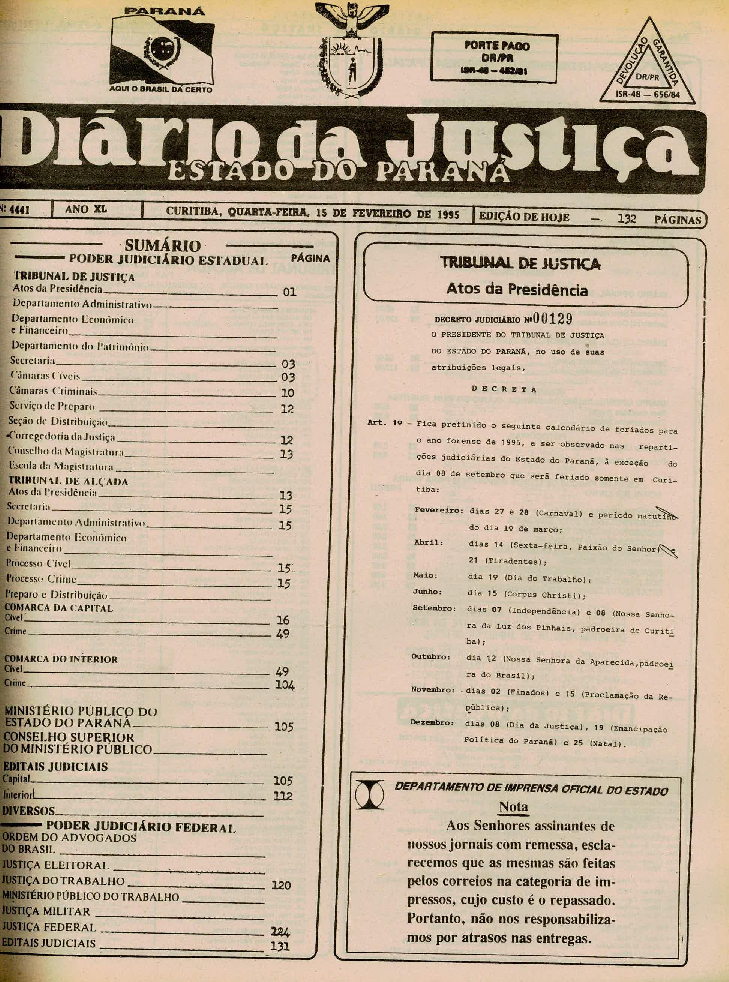 PARANÁ
AQUI O BRASIL DA CERTO
PORTE PAGO
DR/PR
ISR-48 — 452/81
DEVOLUÇÃO
GARANTIDA
DR/PR
ISR-48 — 656/84
Diário da Justiça
ESTADO DO PARANÁ
Nº 4441
ANO XL
CURITIBA, QUARTA-FEIRA, 15 DE FEVEREIRO DE 1995
EDIÇÃO DE HOJE — 132 PÁGINAS
SUMÁRIO
PODER JUDICIÁRIO ESTADUAL PÁGINA
TRIBUNAL DE JUSTIÇA
Atos da Presidência 01
Departamento Administrativo
Departamento Econômico
e Financeiro
Departamento do Patrimônio
Secretaria 03
Câmaras Cíveis 03
Câmaras Criminais 10
Serviço de Preparo 12
Seção de Distribuição
Corregedoria da Justiça 12
Conselho da Magistratura 13
Escola da Magistratura
TRIBUNAL DE ALÇADA
Atos da Presidência 13
Secretaria 15
Departamento Administrativo 15
Departamento Econômico
e Financeiro
Processo Cível 15
Processo Crime 15
Preparo e Distribuição
COMARCA DA CAPITAL
Cível 16
Crime 49
COMARCA DO INTERIOR
Cível 49
Crime 104
MINISTÉRIO PÚBLICO DO
ESTADO DO PARANÁ 105
CONSELHO SUPERIOR
DO MINISTÉRIO PÚBLICO
EDITAIS JUDICIAIS
Capital 105
Interior 112
DIVERSOS
PODER JUDICIÁRIO FEDERAL
ORDEM DO ADVOGADOS
DO BRASIL
JUSTIÇA ELEITORAL
JUSTIÇA DO TRABALHO 120
MINISTÉRIO PÚBLICO DO TRABALHO
JUSTIÇA MILITAR
JUSTIÇA FEDERAL 124
EDITAIS JUDICIAIS 131
TRIBUNAL DE JUSTIÇA
Atos da Presidência
DECRETO JUDICIÁRIO Nº 00129
O PRESIDENTE DO TRIBUNAL DE JUSTIÇA
DO ESTADO DO PARANÁ, no uso de suas
atribuições legais,
D E C R E T A
Art. 1º - Fica prefinido o seguinte calendário de feriados para
o ano forense de 1995, a ser observado nas reparti-
ções judiciárias do Estado do Paraná, à exceção do
dia 08 de setembro que será feriado somente em Curi-
tiba:
Fevereiro: dias 27 e 28 (Carnaval) e período matutino
do dia 1º de março;
Abril: dias 14 (Sexta-feira, Paixão do Senhor) e
21 (Tiradentes);
Maio: dia 1º (Dia do Trabalho);
Junho: dia 15 (Corpus Christi);
Setembro: dias 07 (Independência) e 08 (Nossa Senho-
ra da Luz dos Pinhais, padroeira de Curiti
ba);
Outubro: dia 12 (Nossa Senhora da Aparecida,padroei
ra do Brasil);
Novembro: dias 02 (Finados) e 15 (Proclamação da Re-
pública);
Dezembro: dias 08 (Dia da Justiça), 19 (Emancipação
Política do Paraná) e 25 (Natal).
DEPARTAMENTO DE IMPRENSA OFICIAL DO ESTADO
Nota
Aos Senhores assinantes de
nossos jornais com remessa, escla-
recemos que as mesmas são feitas
pelos correios na categoria de im-
pressos, cujo custo é o repassado.
Portanto, não nos responsabiliza-
mos por atrasos nas entregas.